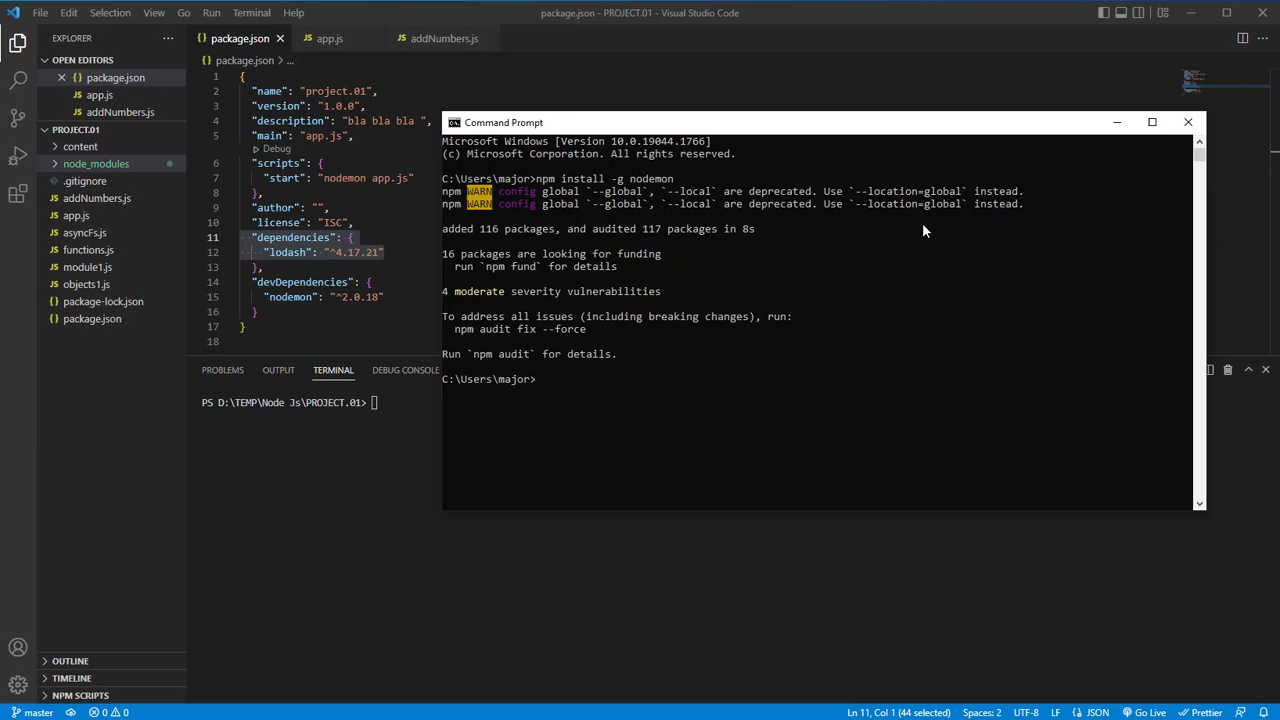 File Edit Selection View Go Run Terminal Help
package.json - PROJECT.01 - Visual Studio Code
EXPLORER
OPEN EDITORS
package.json
app.js
addNumbers.js
PROJECT.01
content
node_modules
.gitignore
addNumbers.js
app.js
asyncFs.js
functions.js
module1.js
objects1.js
package-lock.json
package.json
OUTLINE
TIMELINE
NPM SCRIPTS
package.json app.js addNumbers.js
package.json > ...
1 {
2 "name": "project.01",
3 "version": "1.0.0",
4 "description": "bla bla bla ",
5 "main": "app.js",
Debug
6 "scripts": {
7 "start": "nodemon app.js"
8 },
9 "author": "",
10 "license": "ISC",
11 "dependencies": {
12 "lodash": "^4.17.21"
13 },
14 "devDependencies": {
15 "nodemon": "^2.0.18"
16 }
17 }
18
PROBLEMS OUTPUT TERMINAL DEBUG CONSOLE
PS D:\TEMP\Node Js\PROJECT.01>
Command Prompt
Microsoft Windows [Version 10.0.19044.1766]
(c) Microsoft Corporation. All rights reserved.
C:\Users\major>npm install -g nodemon
npm WARN config global `--global`, `--local` are deprecated. Use `--location=global` instead.
npm WARN config global `--global`, `--local` are deprecated. Use `--location=global` instead.
added 116 packages, and audited 117 packages in 8s
16 packages are looking for funding
run `npm fund` for details
4 moderate severity vulnerabilities
To address all issues (including breaking changes), run:
npm audit fix --force
Run `npm audit` for details.
C:\Users\major>
master 0 0 Ln 11, Col 1 (44 selected) Spaces: 2 UTF-8 LF {} JSON Go Live Prettier